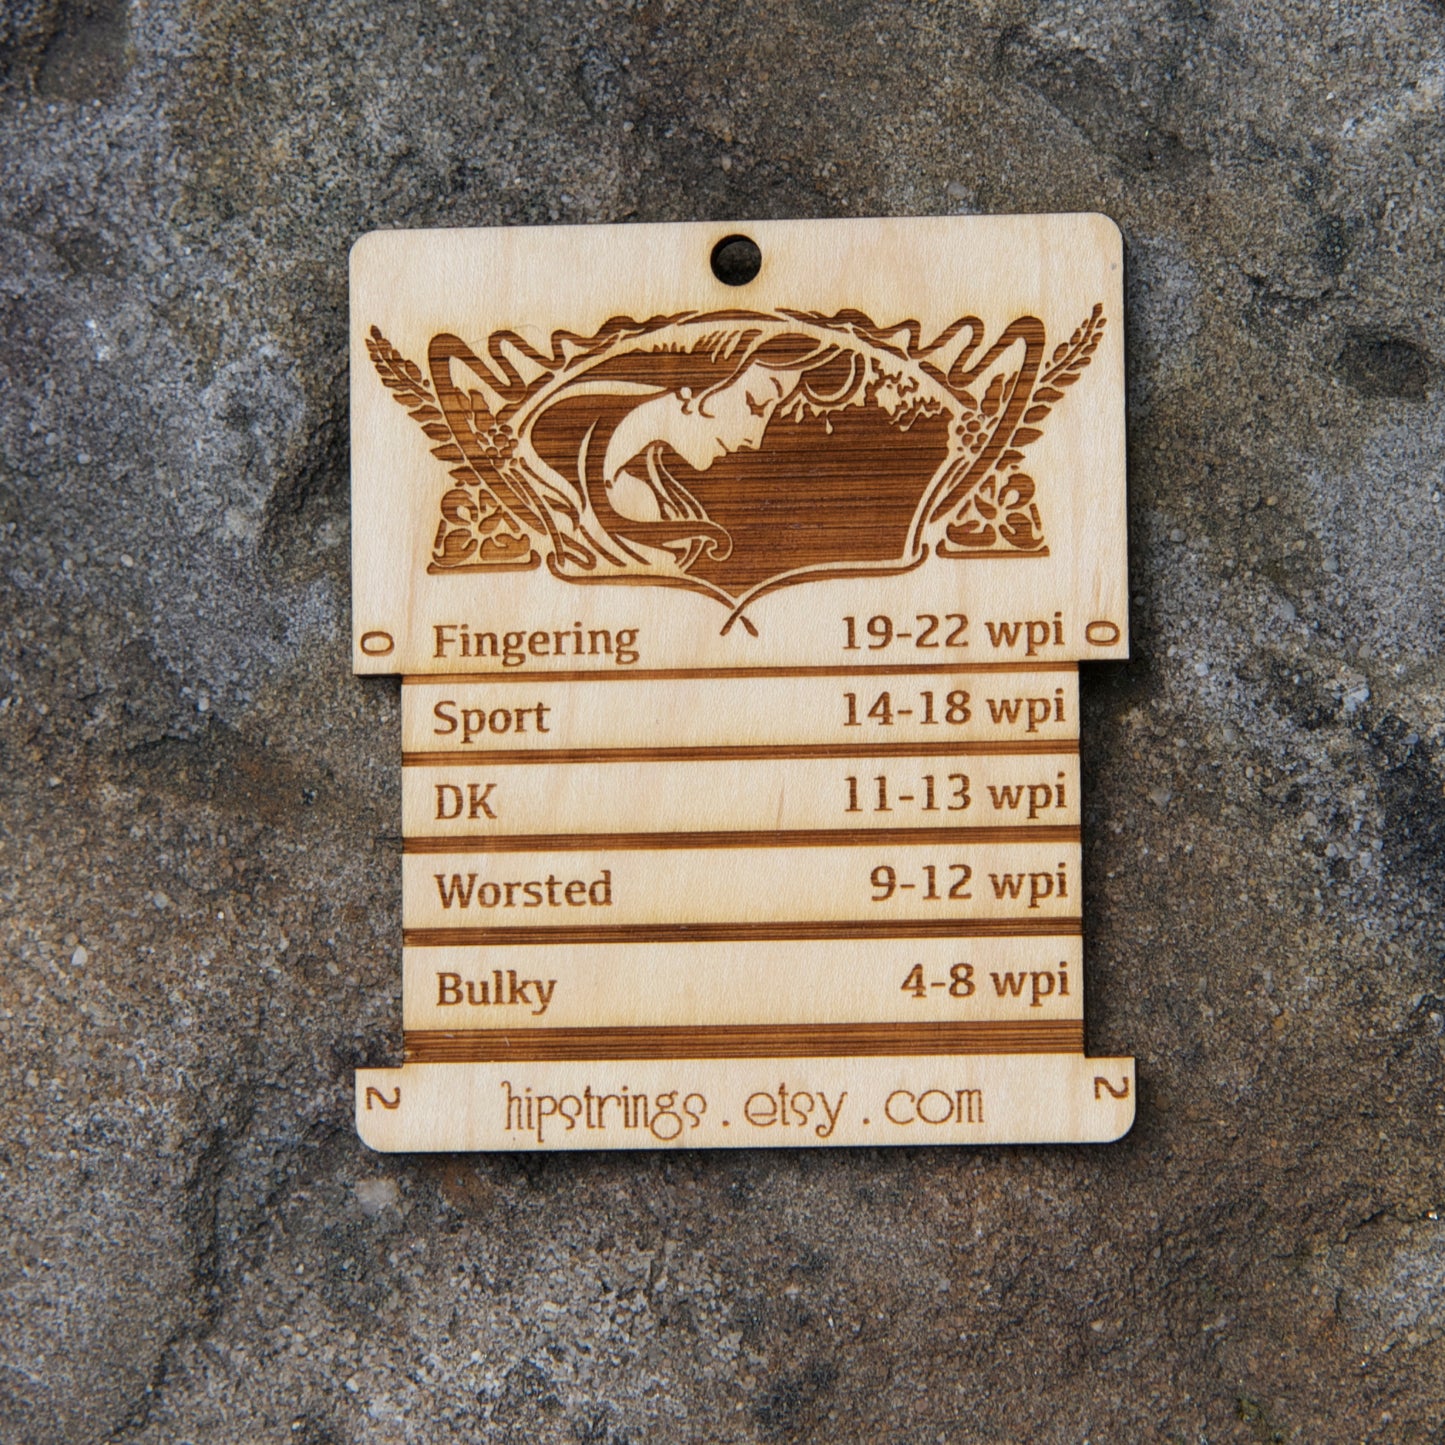 0 Fingering 19-22 wpi 0
Sport 14-18 wpi
DK 11-13 wpi
Worsted 9-12 wpi
Bulky 4-8 wpi
2 hipstrings.etsy.com 2